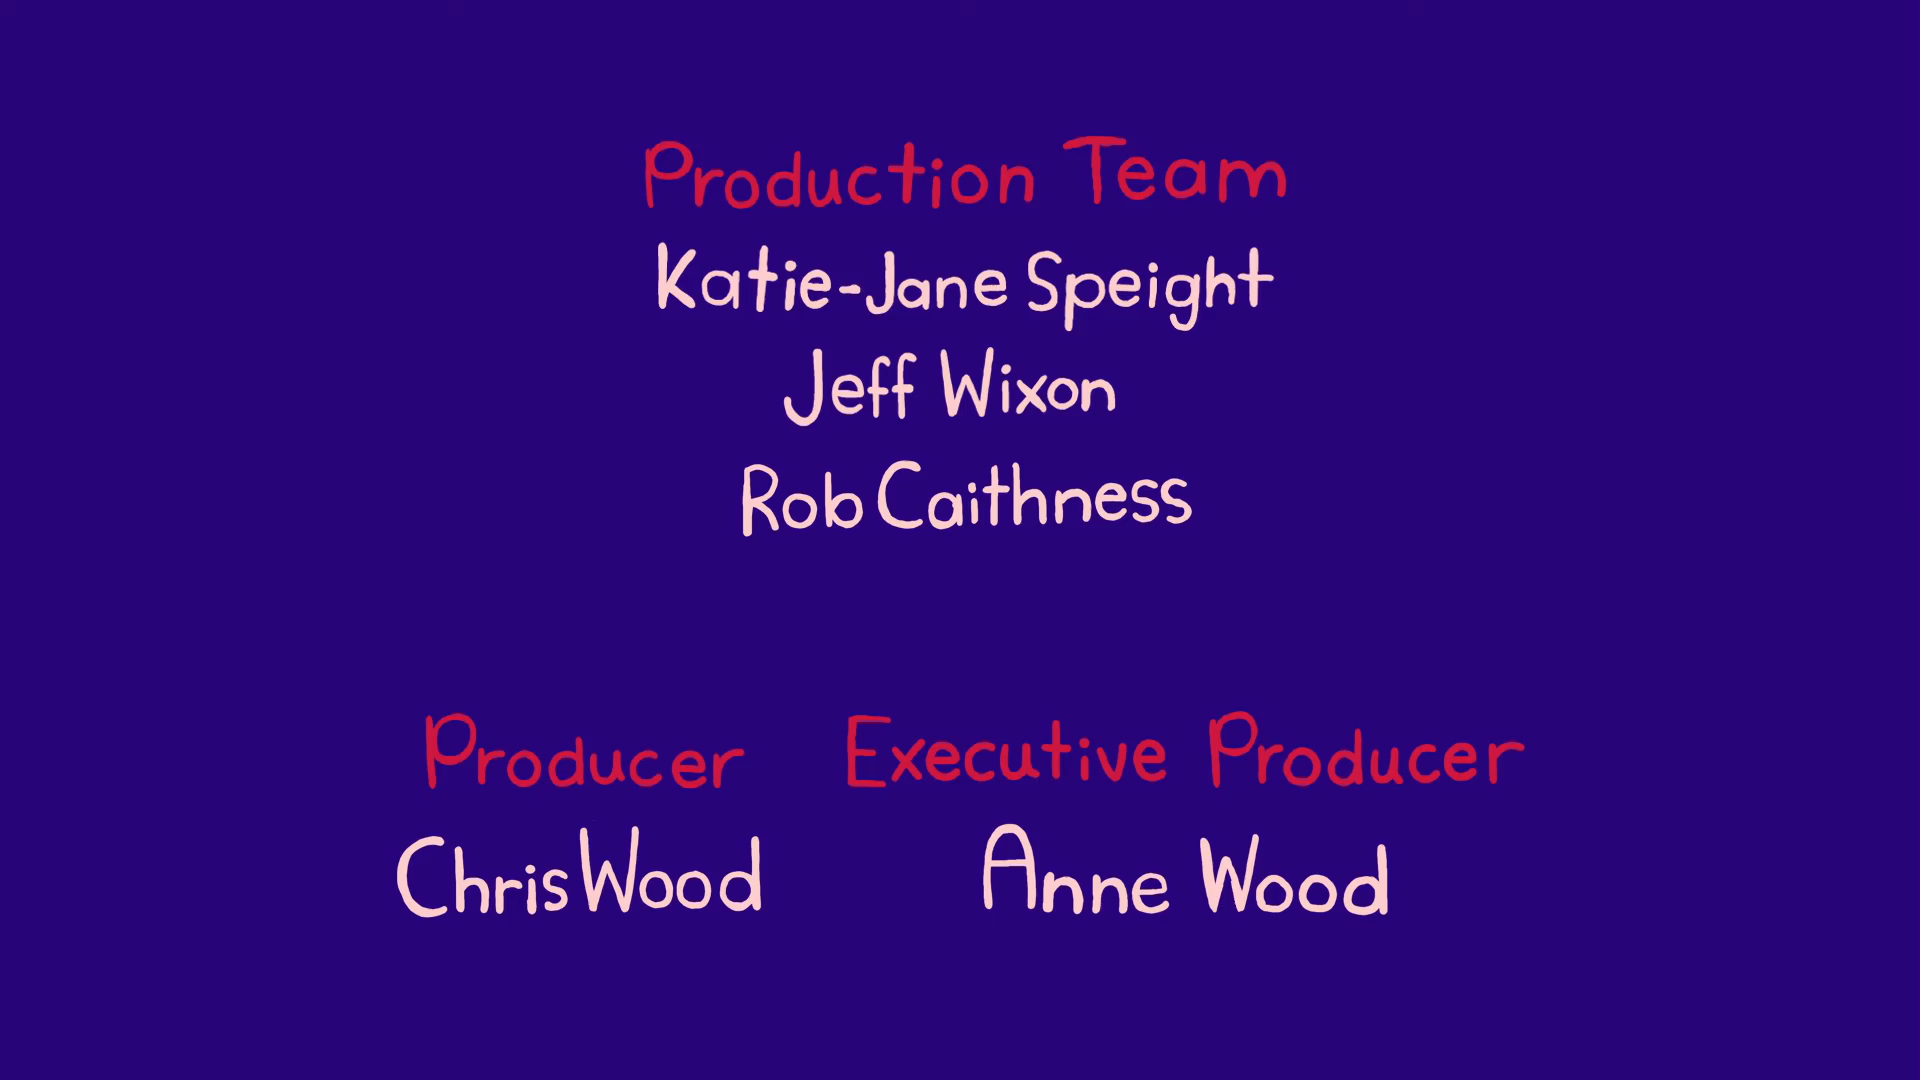 Production Team
Katie-Jane Speight
Jeff Wixon
Rob Caithness
Producer Executive Producer
Chris Wood Anne Wood